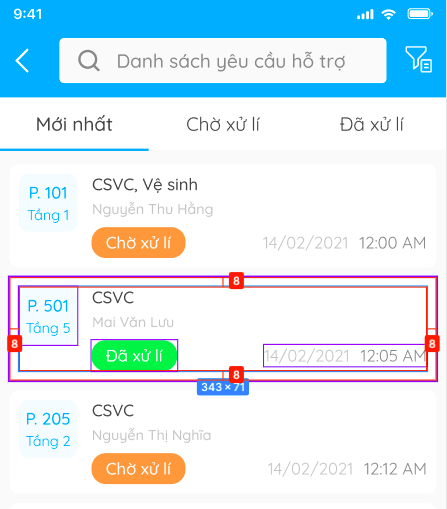 9:41
Danh sách yêu cầu hỗ trợ
Mới nhất Chờ xử lí Đã xử lí
P. 101
Tầng 1
CSVC, Vệ sinh
Nguyễn Thu Hằng
Chờ xử lí
14/02/2021 12:00 AM
8
P. 501
Tầng 5
CSVC
Mai Văn Lưu
8
8
Đã xử lí
14/02/2021 12:05 AM
8
343 × 71
P. 205
Tầng 2
CSVC
Nguyễn Thị Nghĩa
Chờ xử lí
14/02/2021 12:12 AM